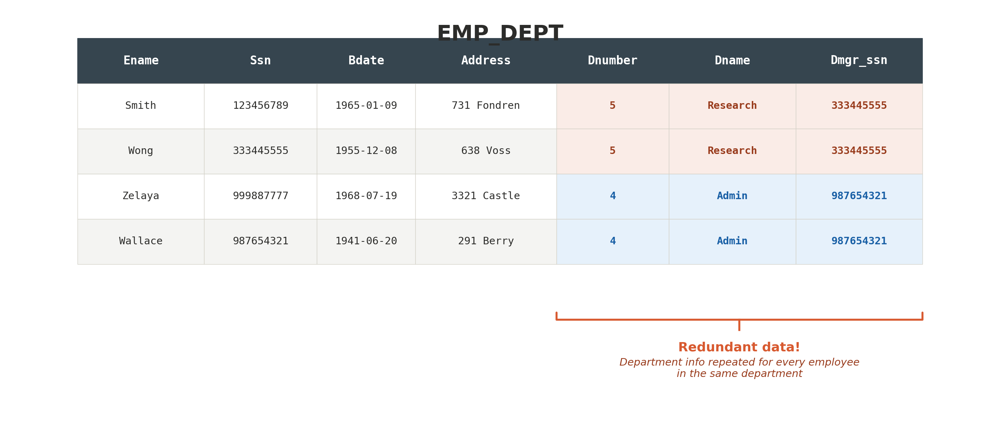 EMP_DEPT
Ename Ssn Bdate Address Dnumber Dname Dmgr_ssn
Smith 123456789 1965-01-09 731 Fondren 5 Research 333445555
Wong 333445555 1955-12-08 638 Voss 5 Research 333445555
Zelaya 999887777 1968-07-19 3321 Castle 4 Admin 987654321
Wallace 987654321 1941-06-20 291 Berry 4 Admin 987654321
Redundant data!
Department info repeated for every employee
in the same department